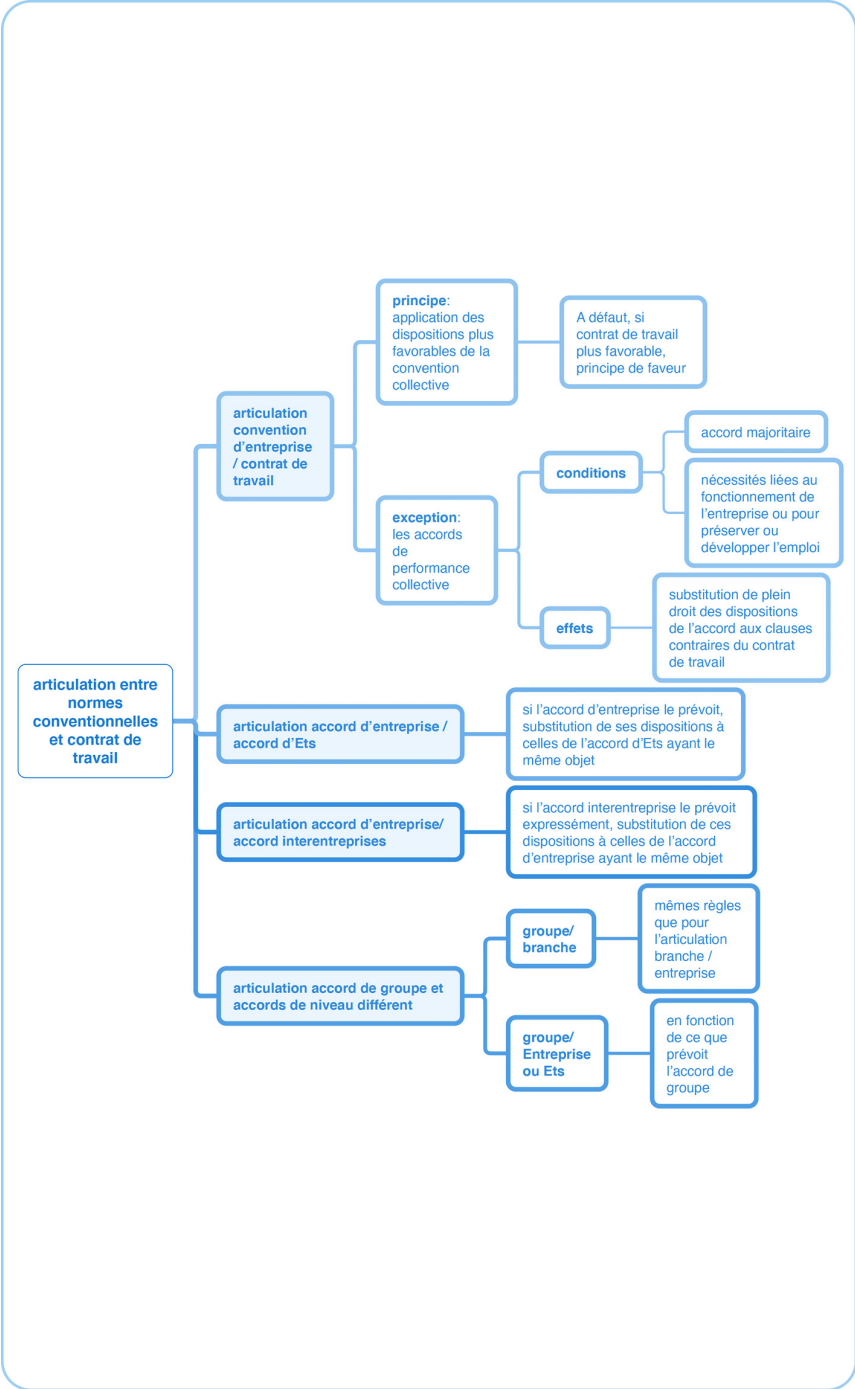 articulation entre
normes
conventionnelles
et contrat de
travail
articulation
convention
d’entreprise
/ contrat de
travail
principe:
application des
dispositions plus
favorables de la
convention
collective
A défaut, si
contrat de travail
plus favorable,
principe de faveur
exception:
les accords
de
performance
collective
conditions
accord majoritaire
nécessités liées au
fonctionnement de
l’entreprise ou pour
préserver ou
développer l’emploi
effets
substitution de plein
droit des dispositions
de l’accord aux clauses
contraires du contrat
de travail
articulation accord d’entreprise /
accord d’Ets
si l’accord d’entreprise le prévoit,
substitution de ses dispositions à
celles de l’accord d’Ets ayant le
même objet
articulation accord d’entreprise/
accord interentreprises
si l’accord interentreprise le prévoit
expressément, substitution de ces
dispositions à celles de l’accord
d’entreprise ayant le même objet
articulation accord de groupe et
accords de niveau différent
groupe/
branche
mêmes règles
que pour
l’articulation
branche /
entreprise
groupe/
Entreprise
ou Ets
en fonction
de ce que
prévoit
l’accord de
groupe